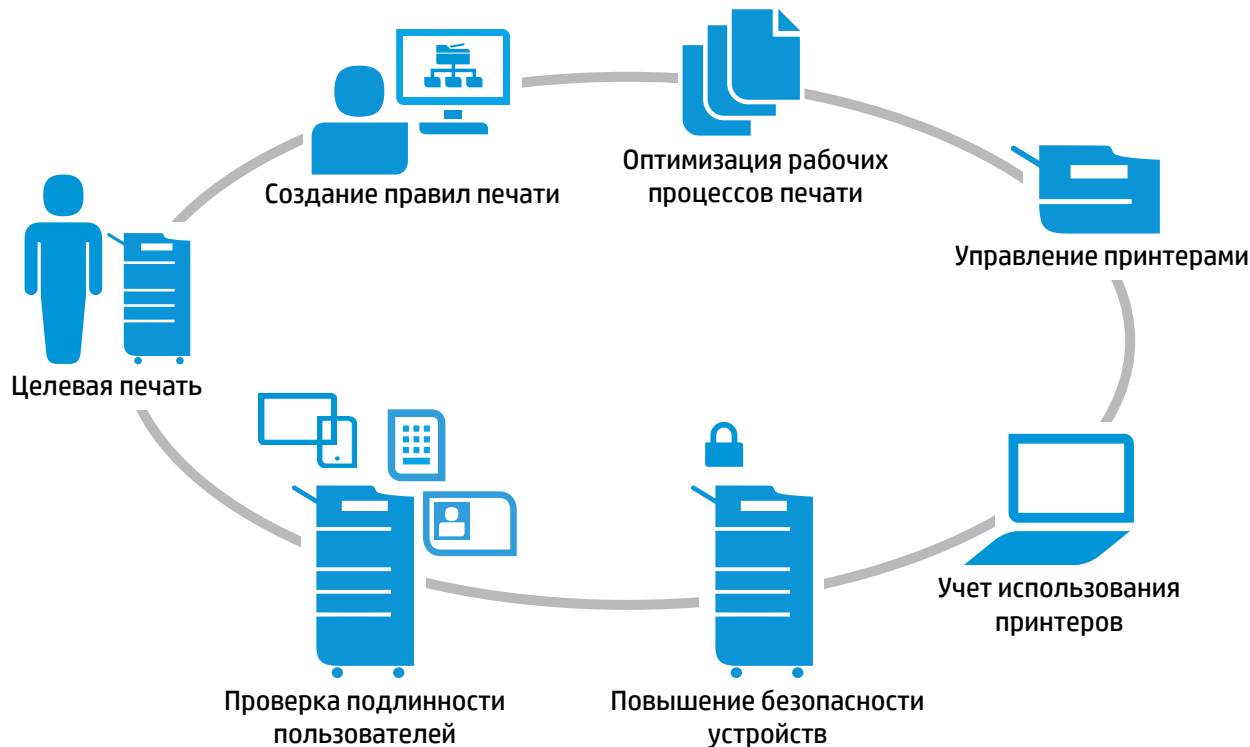 Создание правил печати
Оптимизация рабочих
процессов печати
Управление принтерами
Целевая печать
Учет использования
принтеров
Проверка подлинности
пользователей
Повышение безопасности
устройств